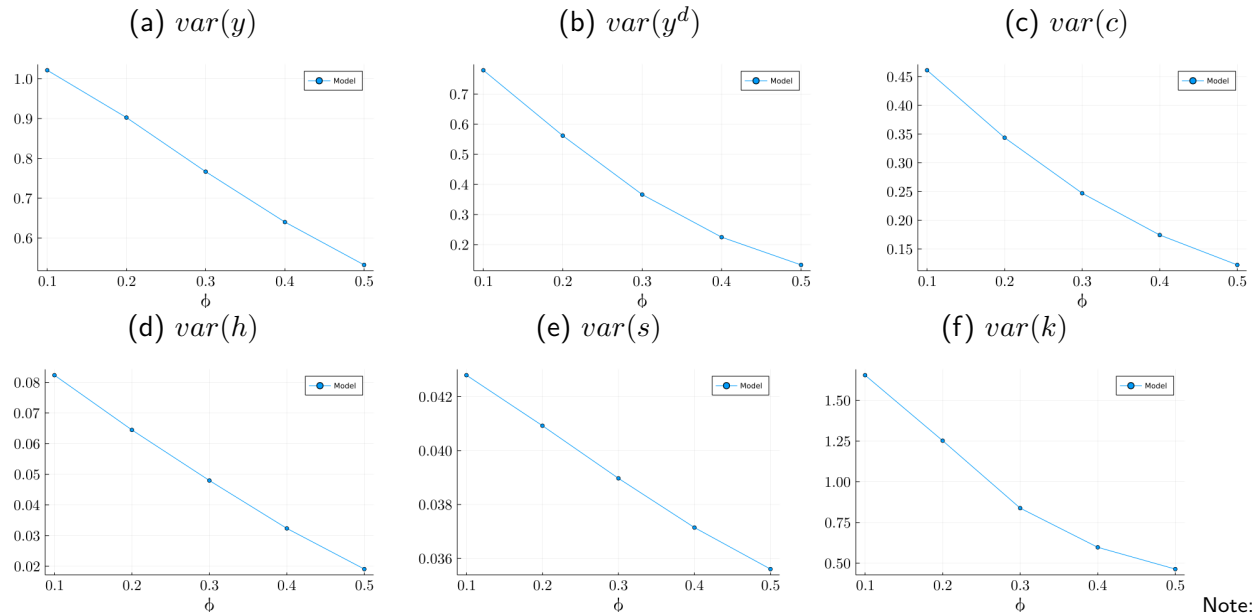 (a) var(y)
(b) var(y^d)
(c) var(c)
1.0
0.9
0.8
0.7
0.6
0.1 0.2 0.3 0.4 0.5
ϕ
Model
0.7
0.6
0.5
0.4
0.3
0.2
0.1 0.2 0.3 0.4 0.5
ϕ
Model
0.45
0.40
0.35
0.30
0.25
0.20
0.15
0.1 0.2 0.3 0.4 0.5
ϕ
Model
(d) var(h)
(e) var(s)
(f) var(k)
0.08
0.07
0.06
0.05
0.04
0.03
0.02
0.1 0.2 0.3 0.4 0.5
ϕ
Model
0.042
0.040
0.038
0.036
0.1 0.2 0.3 0.4 0.5
ϕ
Model
1.50
1.25
1.00
0.75
0.50
0.1 0.2 0.3 0.4 0.5
ϕ
Model
Note: